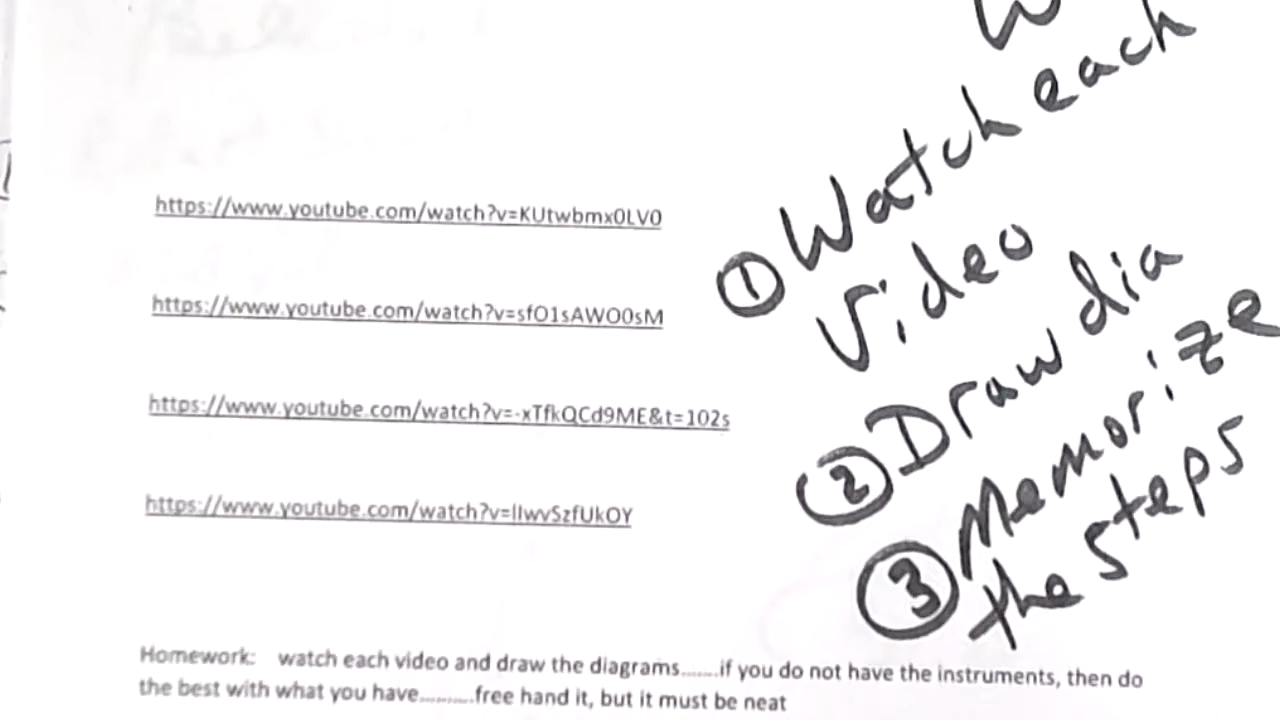 https://www.youtube.com/watch?v=KUtwbmx0LV0
https://www.youtube.com/watch?v=sfO1sAWO0sM
https://www.youtube.com/watch?v=-xTfkQCd9ME&t=102s
https://www.youtube.com/watch?v=lIwvSzfUkOY
① Watch each
Video
② Draw dia
③ Memorize
the steps
Homework: watch each video and draw the diagrams.......if you do not have the instruments, then do
the best with what you have..........free hand it, but it must be neat